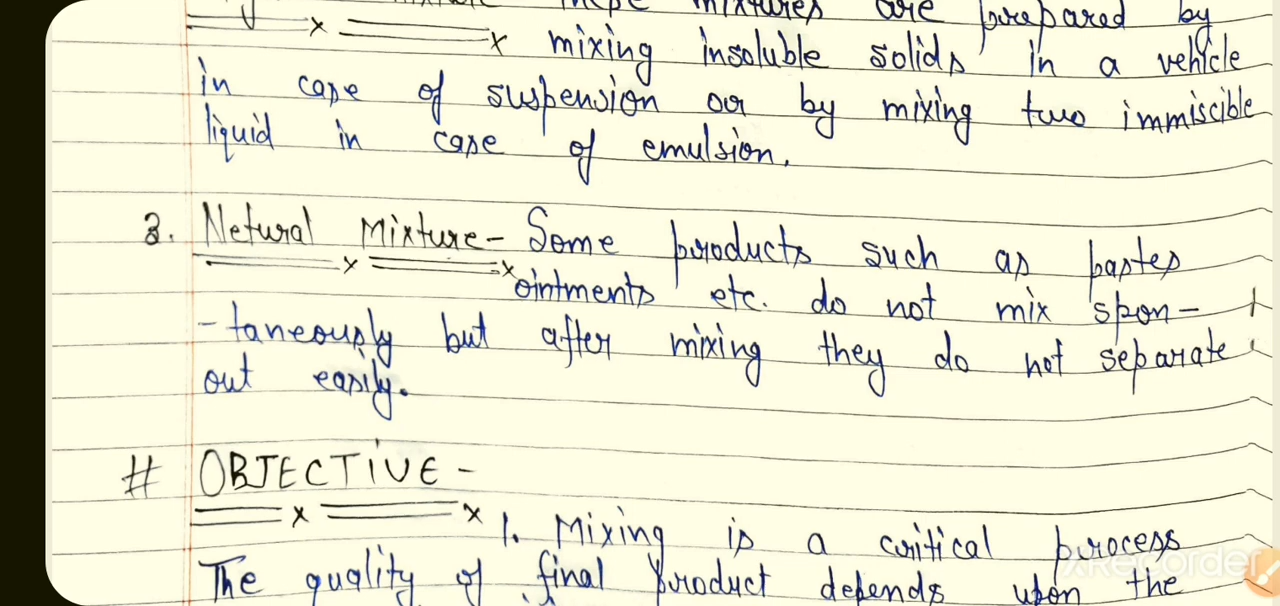 mixtures are prepared by
mixing insoluble solids in a vehicle
in case of suspension or by mixing two immiscible
liquid in case of emulsion.
3. Netural Mixture- Some products such as pastes
ointments etc. do not mix spon-
-taneously but after mixing they do not separate
out easily.
# OBJECTIVE -
1. Mixing is a critical process
The quality of final product depends upon the
XRecorder